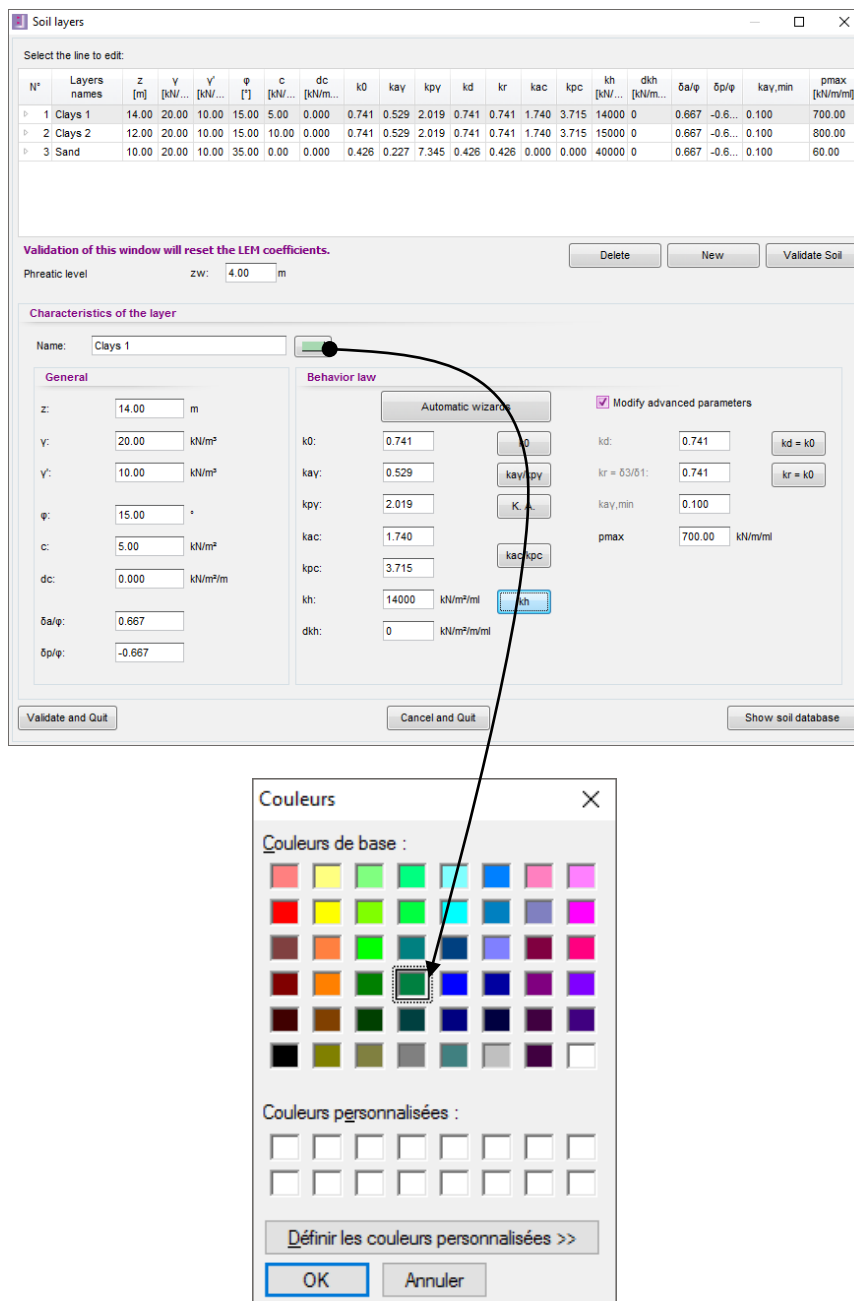 Soil layers
Select the line to edit:
N° Layers names z [m] γ [kN/... γ' [kN/... φ [°] c [kN/... dc [kN/m... k0 kaγ kpγ kd kr kac kpc kh [kN/... dkh [kN/m... δa/φ δp/φ kaγ,min pmax [kN/m/ml]
1 Clays 1 14.00 20.00 10.00 15.00 5.00 0.000 0.741 0.529 2.019 0.741 0.741 1.740 3.715 14000 0 0.667 -0.6... 0.100 700.00
2 Clays 2 12.00 20.00 10.00 15.00 10.00 0.000 0.741 0.529 2.019 0.741 0.741 1.740 3.715 15000 0 0.667 -0.6... 0.100 800.00
3 Sand 10.00 20.00 10.00 35.00 0.00 0.000 0.426 0.227 7.345 0.426 0.426 0.000 0.000 40000 0 0.667 -0.6... 0.100 60.00
Validation of this window will reset the LEM coefficients.
Delete New Validate Soil
Phreatic level zw: 4.00 m
Characteristics of the layer
Name: Clays 1
General
z: 14.00 m
γ: 20.00 kN/m³
γ': 10.00 kN/m³
φ: 15.00 °
c: 5.00 kN/m²
dc: 0.000 kN/m²/m
δa/φ: 0.667
δp/φ: -0.667
Behavior law
Automatic wizards
Modify advanced parameters
k0: 0.741 k0 kd: 0.741 kd = k0
kaγ: 0.529 kaγ/kpγ kr = δ3/δ1: 0.741 kr = k0
kpγ: 2.019 K. A. kaγ,min 0.100
kac: 1.740 pmax 700.00 kN/m/ml
kac/kpc
kpc: 3.715
kh: 14000 kN/m²/ml kh
dkh: 0 kN/m²/m/ml
Validate and Quit Cancel and Quit Show soil database
Couleurs
Couleurs de base :
Couleurs personnalisées :
Définir les couleurs personnalisées >>
OK Annuler